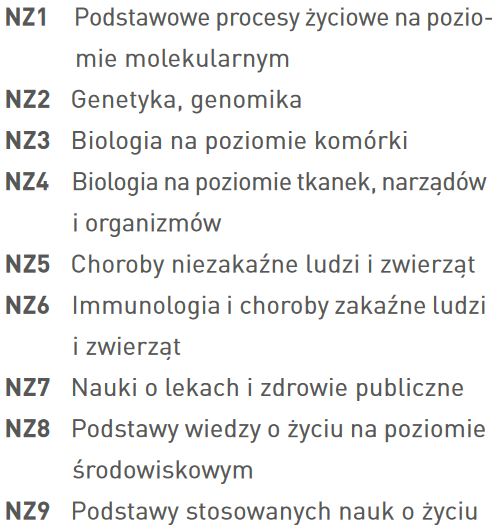 NZ1 Podstawowe procesy życiowe na pozio-
mie molekularnym
NZ2 Genetyka, genomika
NZ3 Biologia na poziomie komórki
NZ4 Biologia na poziomie tkanek, narządów
i organizmów
NZ5 Choroby niezakaźne ludzi i zwierząt
NZ6 Immunologia i choroby zakaźne ludzi
i zwierząt
NZ7 Nauki o lekach i zdrowie publiczne
NZ8 Podstawy wiedzy o życiu na poziomie
środowiskowym
NZ9 Podstawy stosowanych nauk o życiu